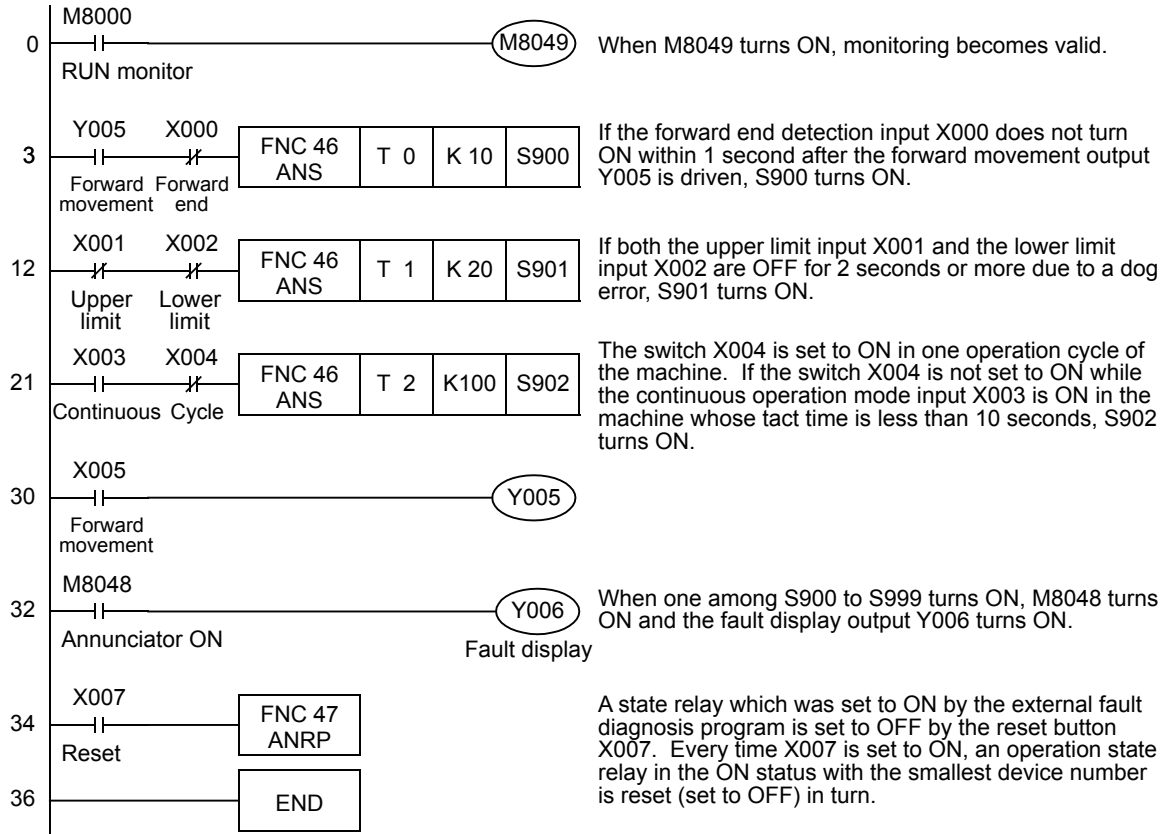 M8000
0
M8049
When M8049 turns ON, monitoring becomes valid.
RUN monitor
Y005 X000
3
FNC 46
ANS
T 0
K 10
S900
If the forward end detection input X000 does not turn
ON within 1 second after the forward movement output
Y005 is driven, S900 turns ON.
Forward Forward
movement end
X001 X002
12
FNC 46
ANS
T 1
K 20
S901
If both the upper limit input X001 and the lower limit
input X002 are OFF for 2 seconds or more due to a dog
error, S901 turns ON.
Upper Lower
limit limit
X003 X004
21
FNC 46
ANS
T 2
K100
S902
The switch X004 is set to ON in one operation cycle of
the machine. If the switch X004 is not set to ON while
the continuous operation mode input X003 is ON in the
machine whose tact time is less than 10 seconds, S902
turns ON.
Continuous Cycle
X005
30
Y005
Forward
movement
M8048
32
Y006
When one among S900 to S999 turns ON, M8048 turns
ON and the fault display output Y006 turns ON.
Annunciator ON
Fault display
X007
34
FNC 47
ANRP
Reset
A state relay which was set to ON by the external fault
diagnosis program is set to OFF by the reset button
X007. Every time X007 is set to ON, an operation state
relay in the ON status with the smallest device number
is reset (set to OFF) in turn.
36
END